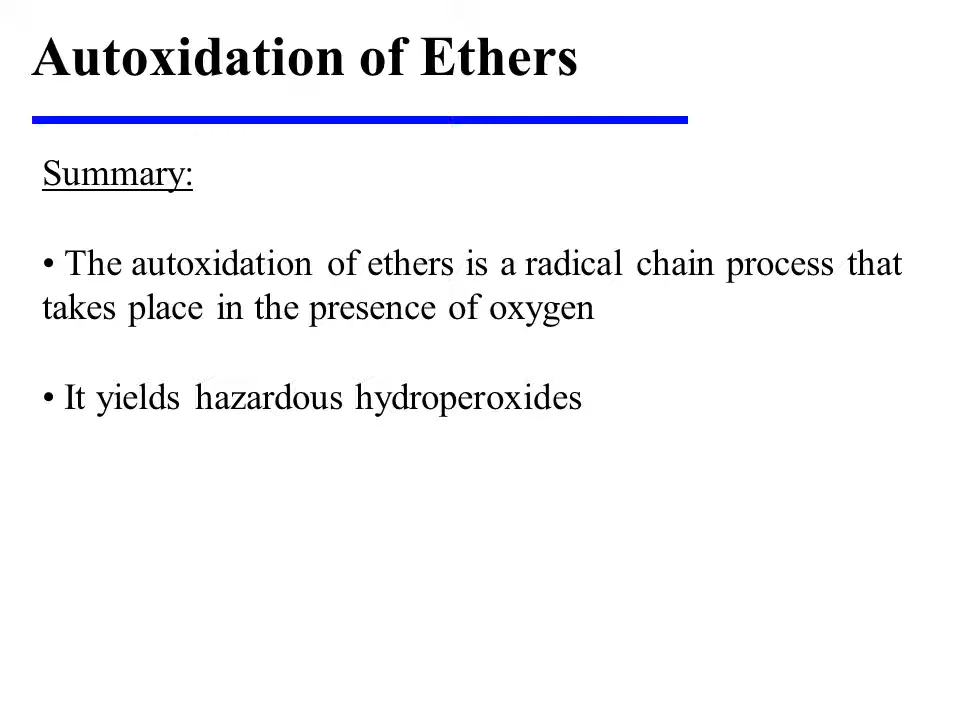 Autoxidation of Ethers
Summary:
• The autoxidation of ethers is a radical chain process that
takes place in the presence of oxygen
• It yields hazardous hydroperoxides